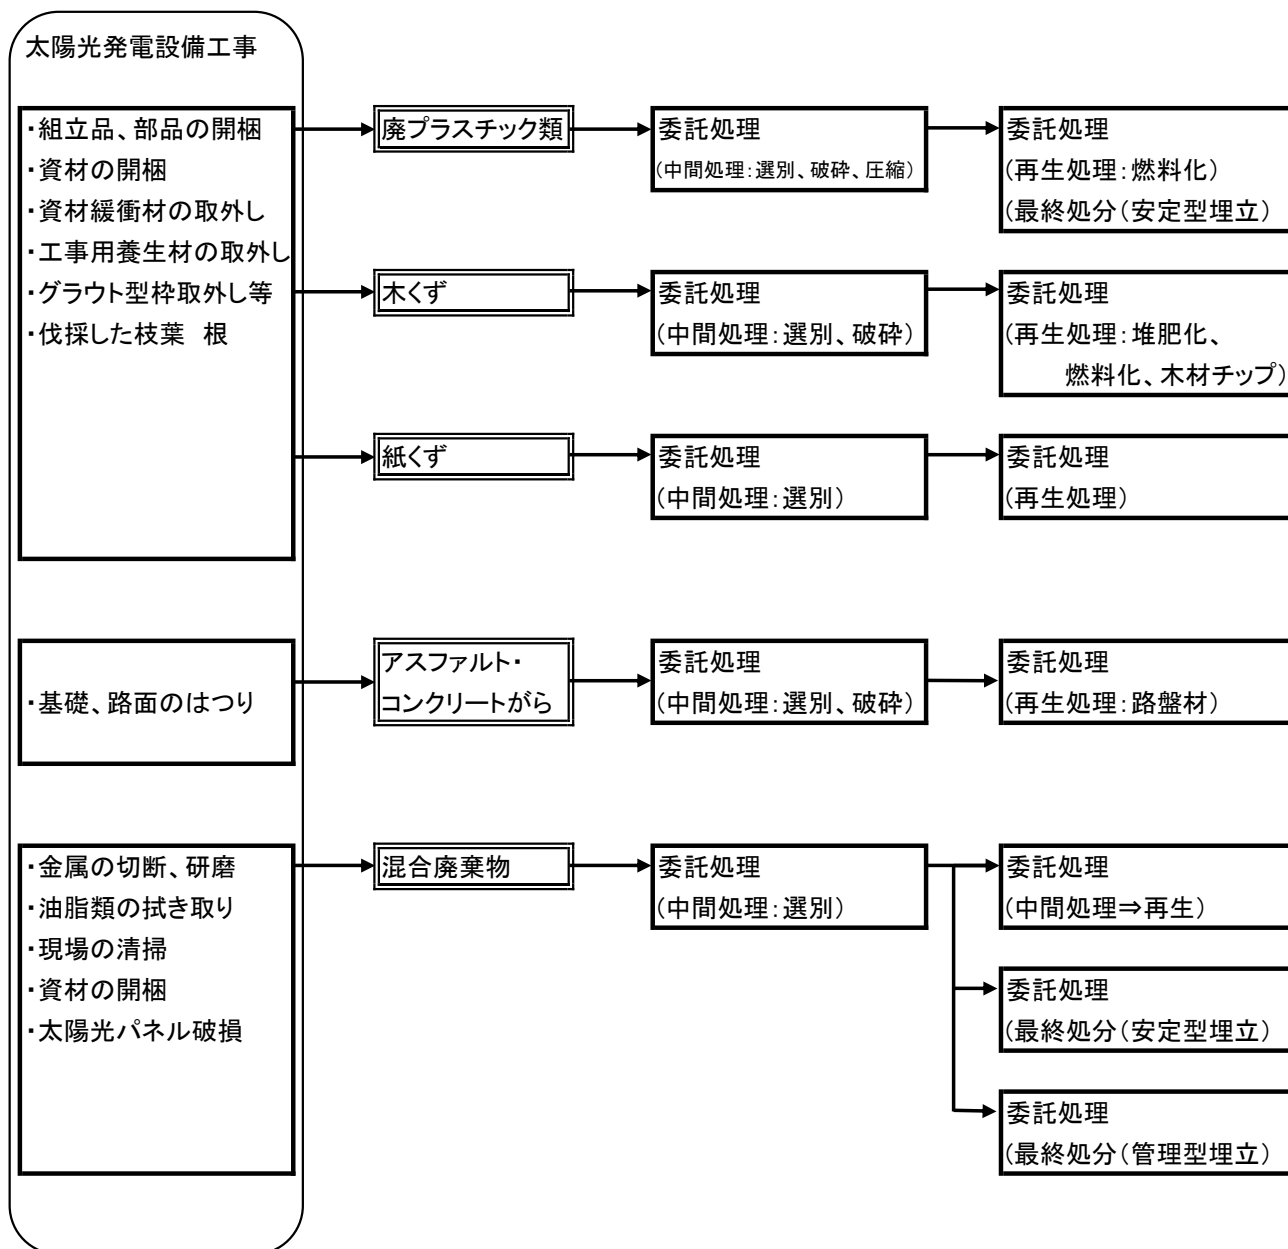 太陽光発電設備工事
・組立品、部品の開梱
・資材の開梱
・資材緩衝材の取外し
・工事用養生材の取外し
・グラウト型枠取外し等
・伐採した枝葉　根
廃プラスチック類
委託処理
(中間処理:選別、破砕、圧縮)
委託処理
(再生処理:燃料化)
(最終処分(安定型埋立)
木くず
委託処理
(中間処理:選別、破砕)
委託処理
(再生処理:堆肥化、
燃料化、木材チップ)
紙くず
委託処理
(中間処理:選別)
委託処理
(再生処理)
・基礎、路面のはつり
アスファルト・
コンクリートがら
委託処理
(中間処理:選別、破砕)
委託処理
(再生処理:路盤材)
・金属の切断、研磨
・油脂類の拭き取り
・現場の清掃
・資材の開梱
・太陽光パネル破損
混合廃棄物
委託処理
(中間処理:選別)
委託処理
(中間処理⇒再生)
委託処理
(最終処分(安定型埋立)
委託処理
(最終処分(管理型埋立)